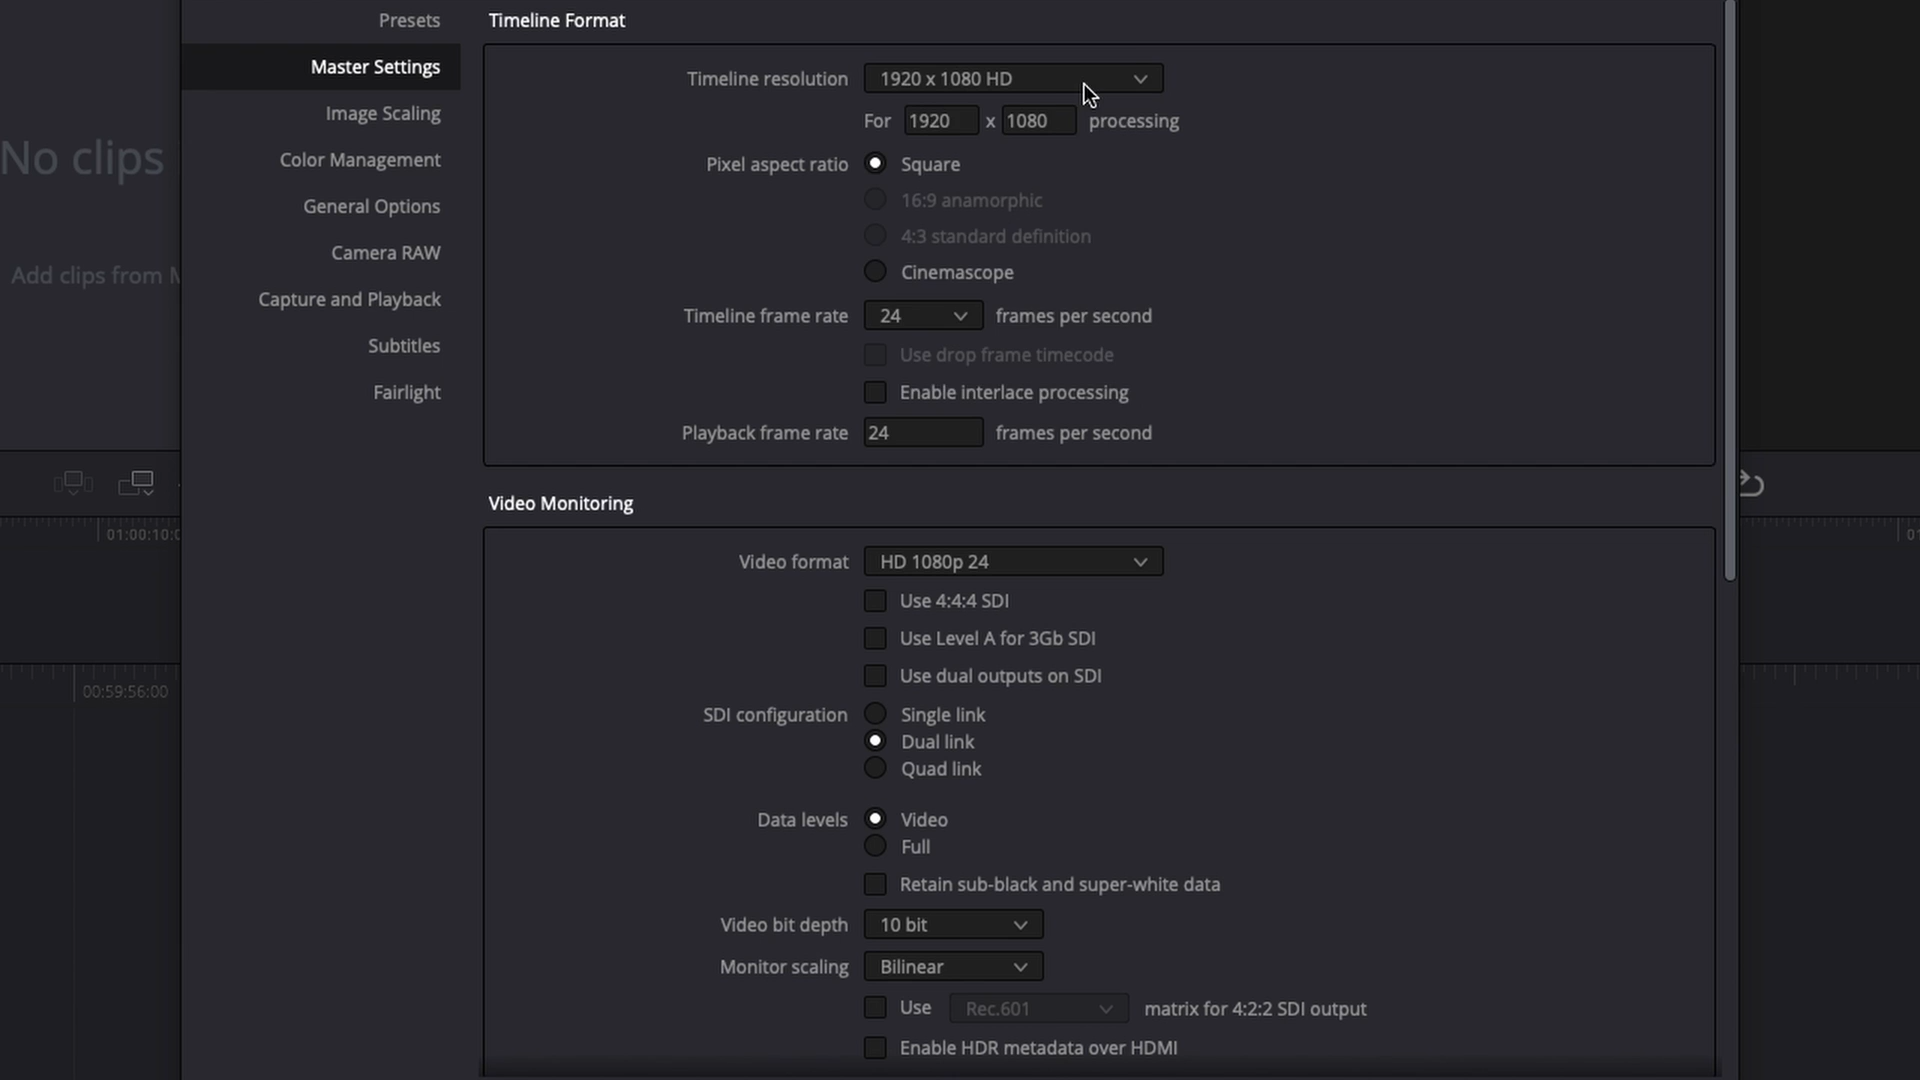 Presets
Master Settings
Image Scaling
Color Management
General Options
Camera RAW
Capture and Playback
Subtitles
Fairlight
No clips
Add clips from
01:00:10:0
00:59:56:00
Timeline Format
Timeline resolution 1920 x 1080 HD
For 1920 x 1080 processing
Pixel aspect ratio Square
16:9 anamorphic
4:3 standard definition
Cinemascope
Timeline frame rate 24 frames per second
Use drop frame timecode
Enable interlace processing
Playback frame rate 24 frames per second
Video Monitoring
Video format HD 1080p 24
Use 4:4:4 SDI
Use Level A for 3Gb SDI
Use dual outputs on SDI
SDI configuration Single link
Dual link
Quad link
Data levels Video
Full
Retain sub-black and super-white data
Video bit depth 10 bit
Monitor scaling Bilinear
Use Rec.601 matrix for 4:2:2 SDI output
Enable HDR metadata over HDMI